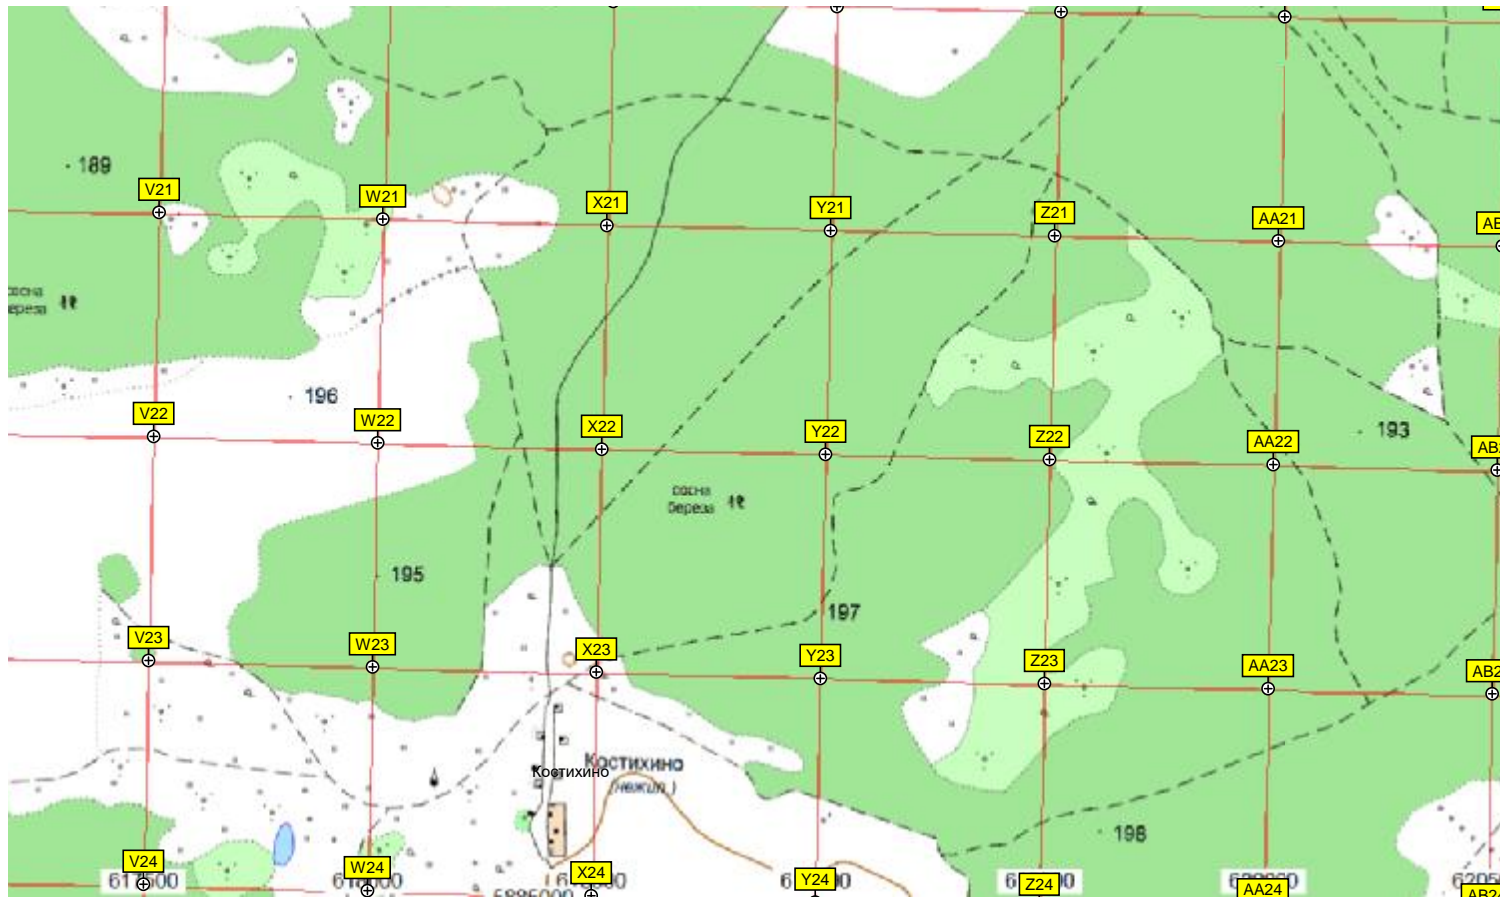 189
V21
W21
X21
Y21
Z21
AA21
сосна
береза
196
V22
W22
X22
Y22
Z22
AA22
193
сосна
береза
195
197
V23
W23
X23
Y23
Z23
AA23
Костихино
Костихино
(нежил.)
198
V24
W24
X24
Y24
Z24
AA24